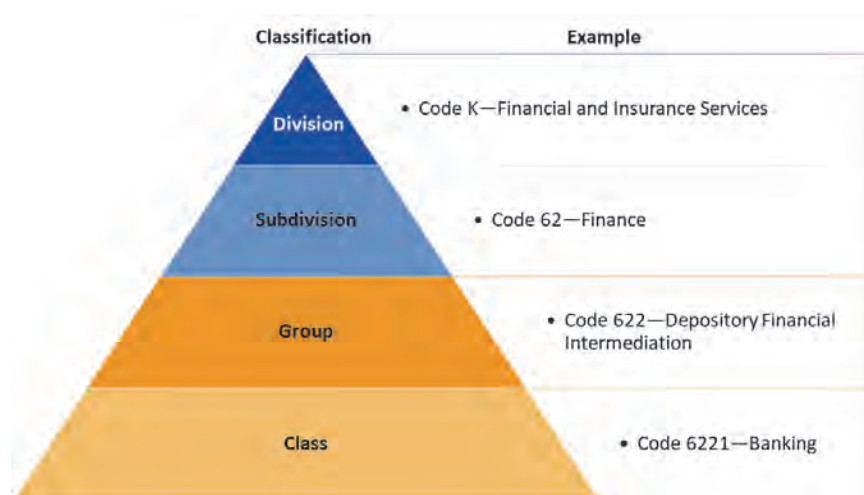 Classification Example
Division
• Code K—Financial and Insurance Services
Subdivision
• Code 62—Finance
Group
• Code 622—Depository Financial
Intermediation
Class
• Code 6221—Banking